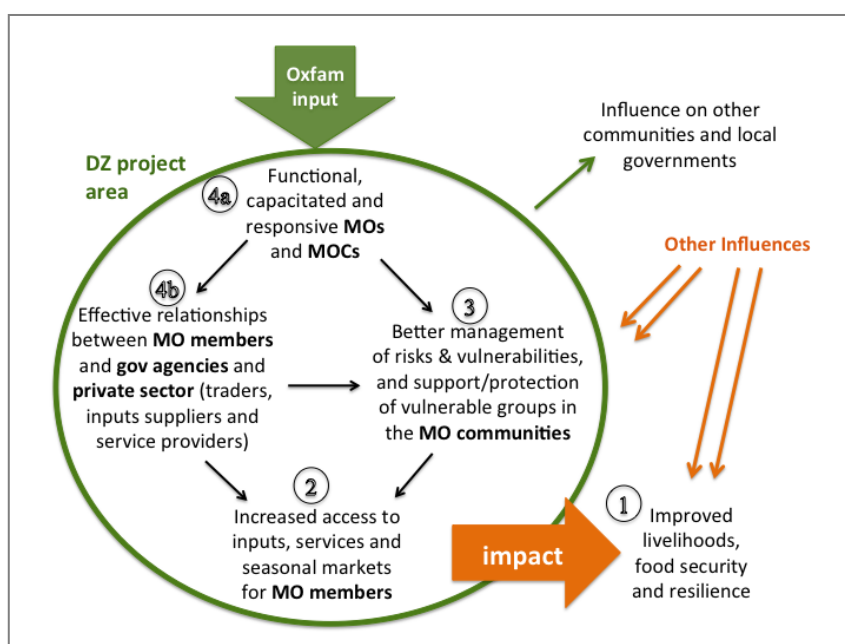 Oxfam
input
DZ project
area
4a
Functional,
capacitated and
responsive MOs
and MOCs
Influence on other
communities and local
governments
Other Influences
4b
Effective relationships
between MO members
and gov agencies and
private sector (traders,
inputs suppliers and
service providers)
3
Better management
of risks & vulnerabilities,
and support/protection
of vulnerable groups in
the MO communities
2
Increased access to
inputs, services and
seasonal markets
for MO members
impact
1
Improved
livelihoods,
food security
and resilience